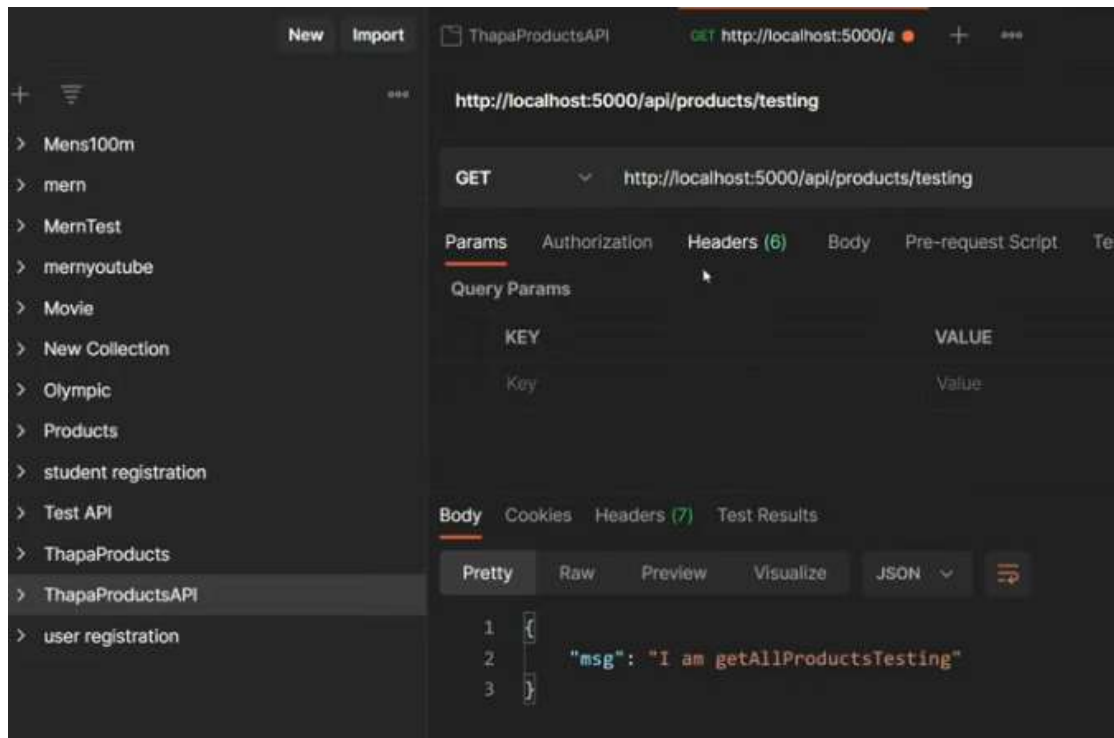 New Import
ThapaProductsAPI GET http://localhost:5000/a
http://localhost:5000/api/products/testing
Mens100m
GET http://localhost:5000/api/products/testing
mern
MernTest
Params Authorization Headers (6) Body Pre-request Script Te
mernyoutube
Query Params
Movie
KEY VALUE
New Collection
Key Value
Olympic
Products
student registration
Test API
Body Cookies Headers (7) Test Results
ThapaProducts
Pretty Raw Preview Visualize JSON
ThapaProductsAPI
1 {
user registration
2 "msg": "I am getAllProductsTesting"
3 }